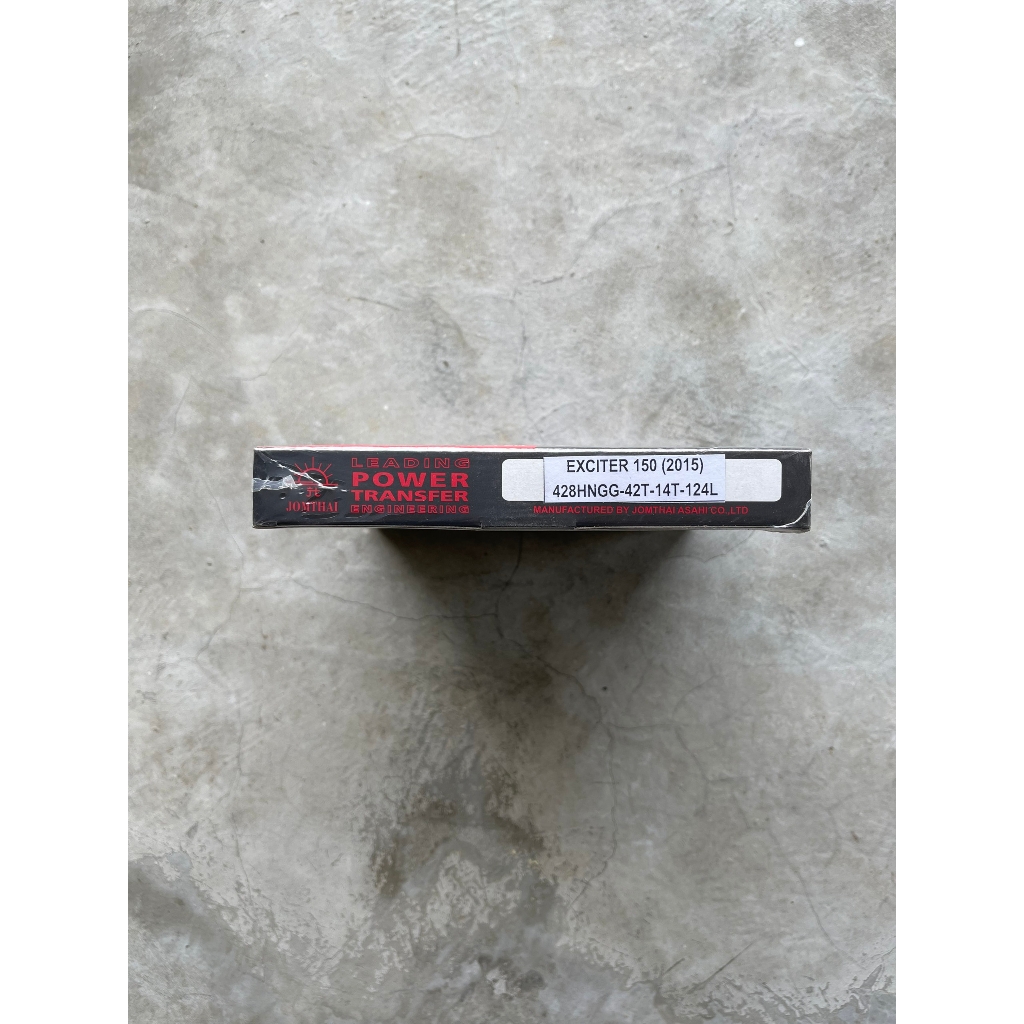 JOMTHAI
LEADING
POWER
TRANSFER
ENGINEERING
EXCITER 150 (2015)
428HNGG-42T-14T-124L
MANUFACTURED BY JOMTHAI ASAHI CO.,LTD